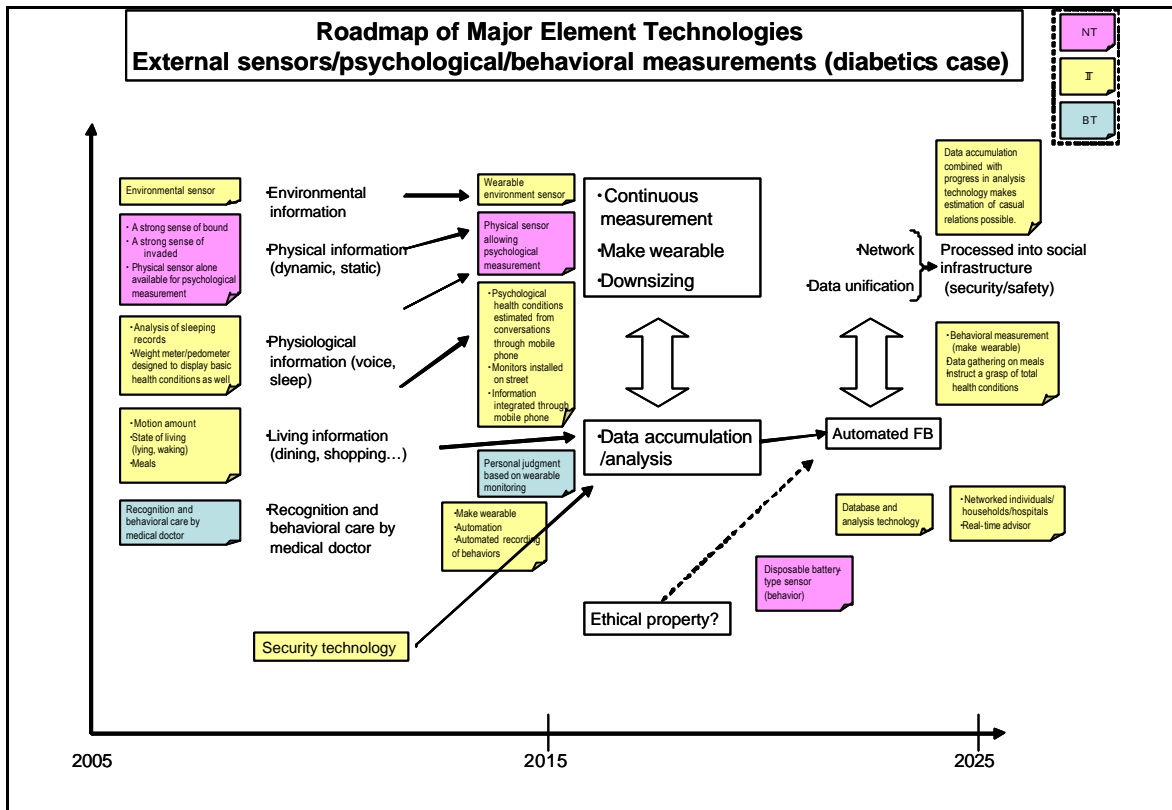 Roadmap of Major Element Technologies
External sensors/psychological/behavioral measurements (diabetics case)
NT
IT
BT
Environmental sensor
• A strong sense of bound
• A strong sense of
invaded
• Physical sensor alone
available for psychological
measurement
• Analysis of sleeping
records
• Weight meter/pedometer
designed to display basic
health conditions as well
• Motion amount
• State of living
(lying, waking)
• Meals
Recognition and
behavioral care by
medical doctor
•Environmental
information
•Physical information
(dynamic, static)
•Physiological
information (voice,
sleep)
•Living information
(dining, shopping…)
•Recognition and
behavioral care by
medical doctor
Security technology
Wearable
environment sensor
Physical sensor
allowing
psychological
measurement
• Psychological
health conditions
estimated from
conversations
through mobile
phone
• Monitors installed
on street
• Information
integrated through
mobile phone
Personal judgment
based on wearable
monitoring
• Make wearable
• Automation
• Automated recording
of behaviors
•Continuous
measurement
•Make wearable
•Downsizing
•Data accumulation
/analysis
Ethical property?
Data accumulation
combined with
progress in analysis
technology makes
estimation of casual
relations possible.
•Network
•Data unification
•Processed into social
infrastructure
(security/safety)
• Behavioral measurement
(make wearable)
•Data gathering on meals
•Instruct a grasp of total
health conditions
Automated FB
Database and
analysis technology
• Networked individuals/
households/hospitals
• Real-time advisor
Disposable battery-
type sensor
(behavior)
2005
2015
2025